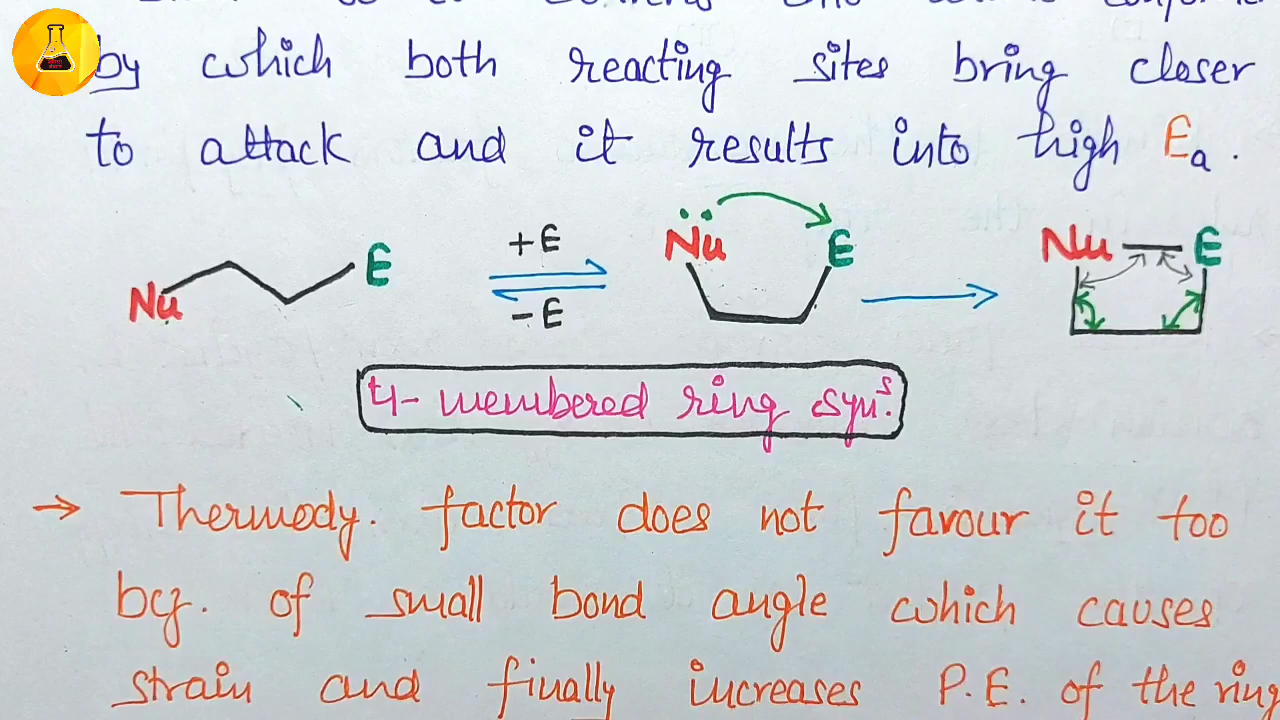 by which both reacting sites bring closer
to attack and it results into high Ea.
Nu E
+E
-E
Nu E
Nu E
4- membered ring synˢ.
→ Thermody. factor does not favour it too
bcz. of small bond angle which causes
strain and finally increases P.E. of the ring